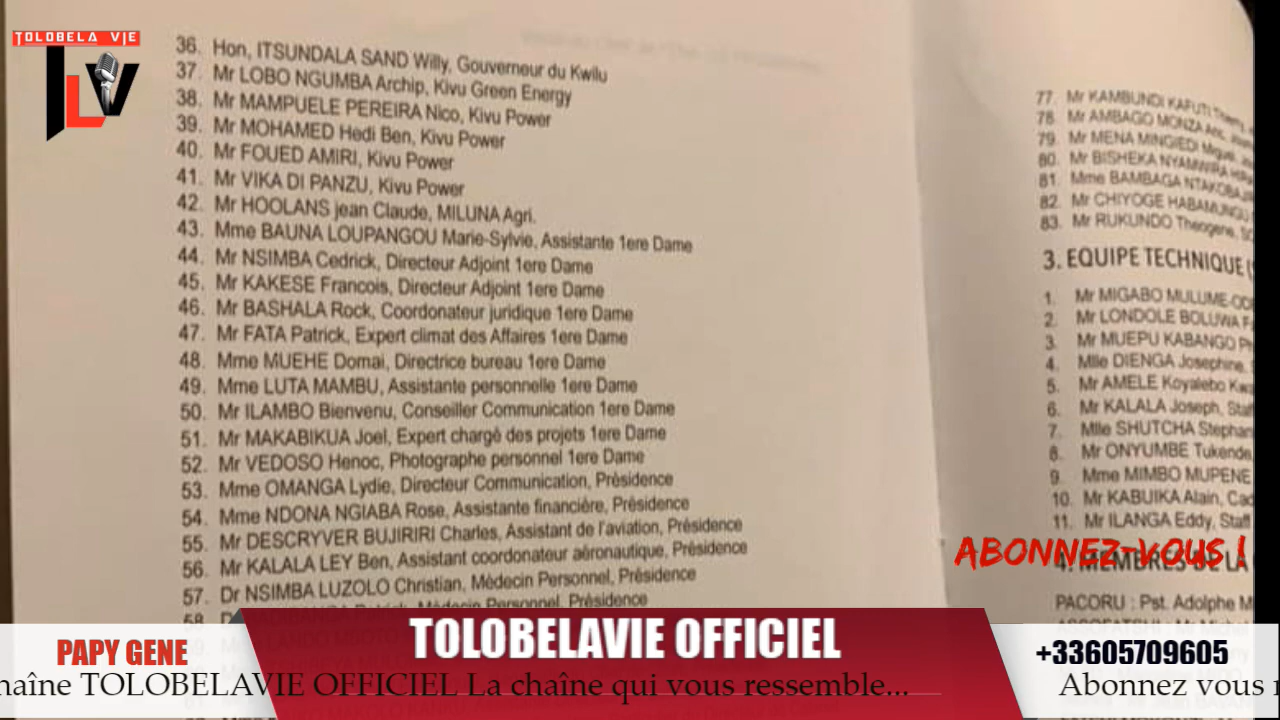 TOLOBELA VIE
36. Hon, ITSUNDALA SAND Willy, Gouverneur du Kwilu
37. Mr LOBO NGUMBA Archip, Kivu Green Energy
38. Mr MAMPUELE PEREIRA Nico, Kivu Power
39. Mr MOHAMED Hedi Ben, Kivu Power
40. Mr FOUED AMIRI, Kivu Power
41. Mr VIKA DI PANZU, Kivu Power
42. Mr HOOLANS jean Claude, MILUNA Agri.
43. Mme BAUNA LOUPANGOU Marie-Sylvie, Assistante 1ere Dame
44. Mr NSIMBA Cedrick, Directeur Adjoint 1ere Dame
45. Mr KAKESE Francois, Directeur Adjoint 1ere Dame
46. Mr BASHALA Rock, Coordonateur juridique 1ere Dame
47. Mr FATA Patrick, Expert climat des Affaires 1ere Dame
48. Mme MUEHE Domai, Directrice bureau 1ere Dame
49. Mme LUTA MAMBU, Assistante personnelle 1ere Dame
50. Mr ILAMBO Bienvenu, Conseiller Communication 1ere Dame
51. Mr MAKABIKUA Joel, Expert chargé des projets 1ere Dame
52. Mr VEDOSO Henoc, Photographe personnel 1ere Dame
53. Mme OMANGA Lydie, Directeur Communication, Présidence
54. Mme NDONA NGIABA Rose, Assistante financière, Présidence
55. Mr DESCRYVER BUJIRIRI Charles, Assistant de l'aviation, Présidence
56. Mr KALALA LEY Ben, Assistant coordonateur aéronautique, Présidence
57. Dr NSIMBA LUZOLO Christian, Médecin Personnel, Présidence
58. Médecin Personnel, Présidence
77. Mr KAMBUNDI KAFUTI
78. Mr AMBAGO MONZA
79. Mr MENA MINGIEDI Miguel,
80. Mr BISHEKA NYAMWIRA
81. Mme BAMBAGA NTAKOBA
82. Mr CHIYOGE HABAMUNGU
83. Mr RUKUNDO Theogene,
3. EQUIPE TECHNIQUE
1. Mr MIGABO MULUME-
2. Mr LONDOLE BOLUWA
3. Mr MUEPU KABANGO
4. Mlle DIENGA Josephine,
5. Mr AMELE Koyalebo
6. Mr KALALA Joseph, Staf
7. Mlle SHUTCHA Stephan
8. Mr ONYUMBE Tukende
9. Mme MIMBO MUPENE
10. Mr KABUIKA Alain, Cad
11. Mr ILANGA Eddy, Staff
4. MEMBRES DE LA
ABONNEZ-VOUS !
PACORU : Pst. Adolphe M
PAPY GENE
TOLOBELAVIE OFFICIEL
+33605709605
haîne TOLOBELAVIE OFFICIEL La chaîne qui vous ressemble...
Abonnez vous